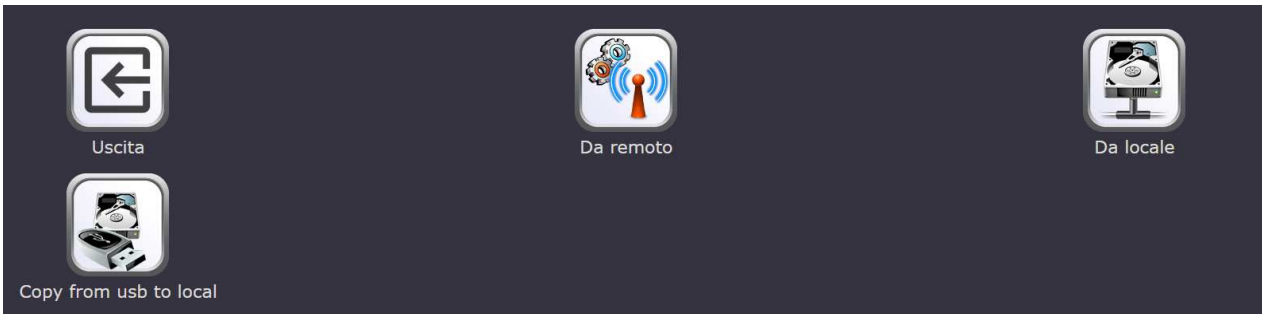 Uscita
Da remoto
Da locale
Copy from usb to local